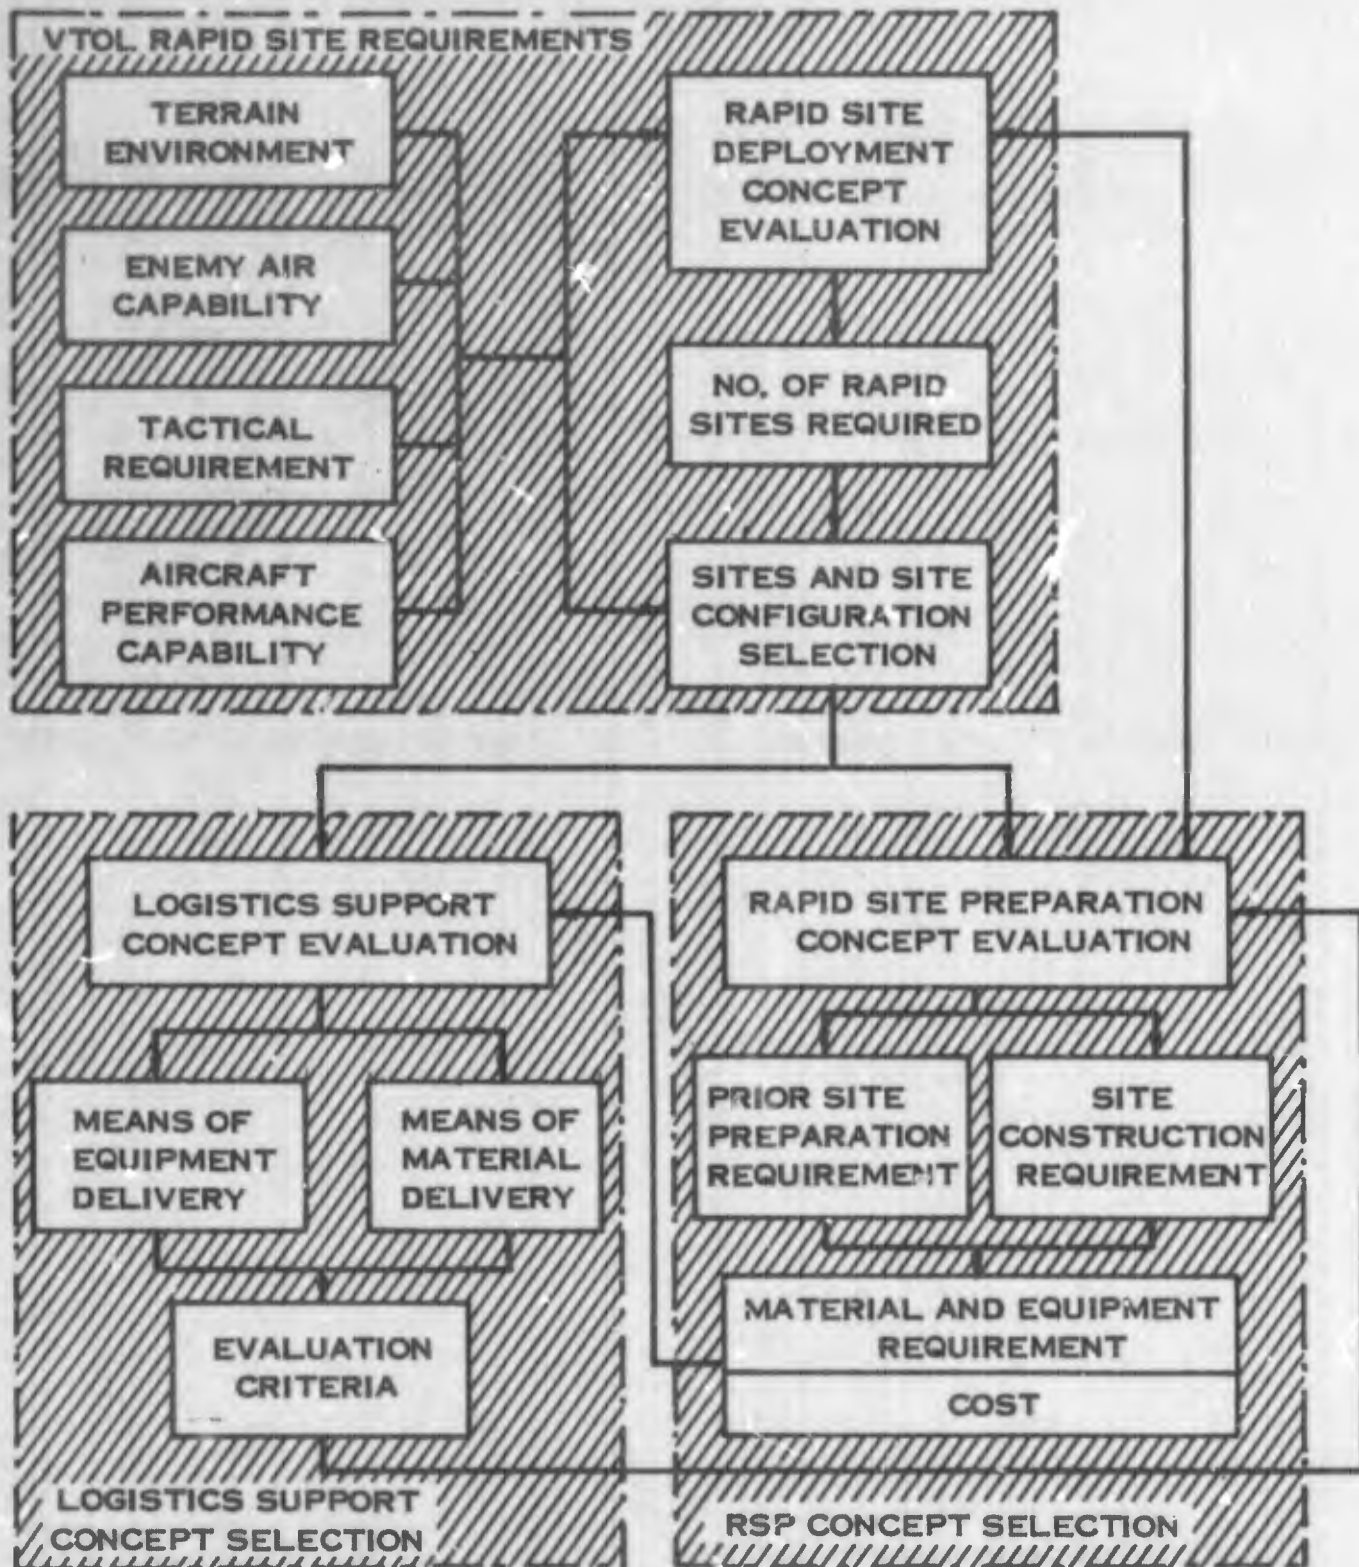 VTOL RAPID SITE REQUIREMENTS
TERRAIN
ENVIRONMENT
ENEMY AIR
CAPABILITY
TACTICAL
REQUIREMENT
AIRCRAFT
PERFORMANCE
CAPABILITY
RAPID SITE
DEPLOYMENT
CONCEPT
EVALUATION
NO. OF RAPID
SITES REQUIRED
SITES AND SITE
CONFIGURATION
SELECTION
LOGISTICS SUPPORT
CONCEPT EVALUATION
MEANS OF
EQUIPMENT
DELIVERY
MEANS OF
MATERIAL
DELIVERY
EVALUATION
CRITERIA
LOGISTICS SUPPORT
CONCEPT SELECTION
RAPID SITE PREPARATION
CONCEPT EVALUATION
PRIOR SITE
PREPARATION
REQUIREMENT
SITE
CONSTRUCTION
REQUIREMENT
MATERIAL AND EQUIPMENT
REQUIREMENT
COST
RSP CONCEPT SELECTION